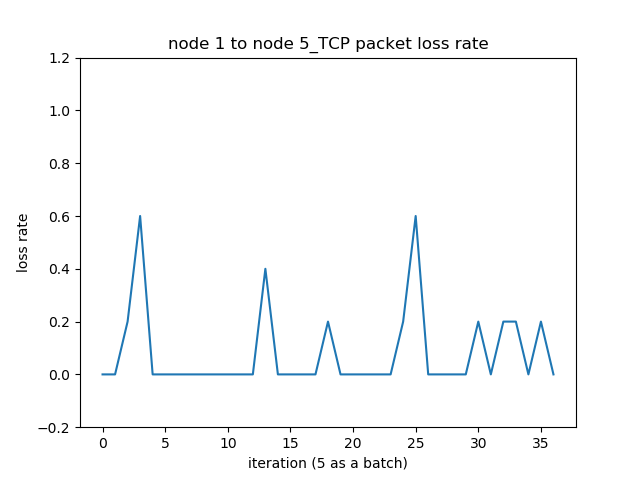 node 1 to node 5_TCP packet loss rate
1.2
1.0
0.8
0.6
0.4
0.2
0.0
−0.2
loss rate
0 5 10 15 20 25 30 35
iteration (5 as a batch)